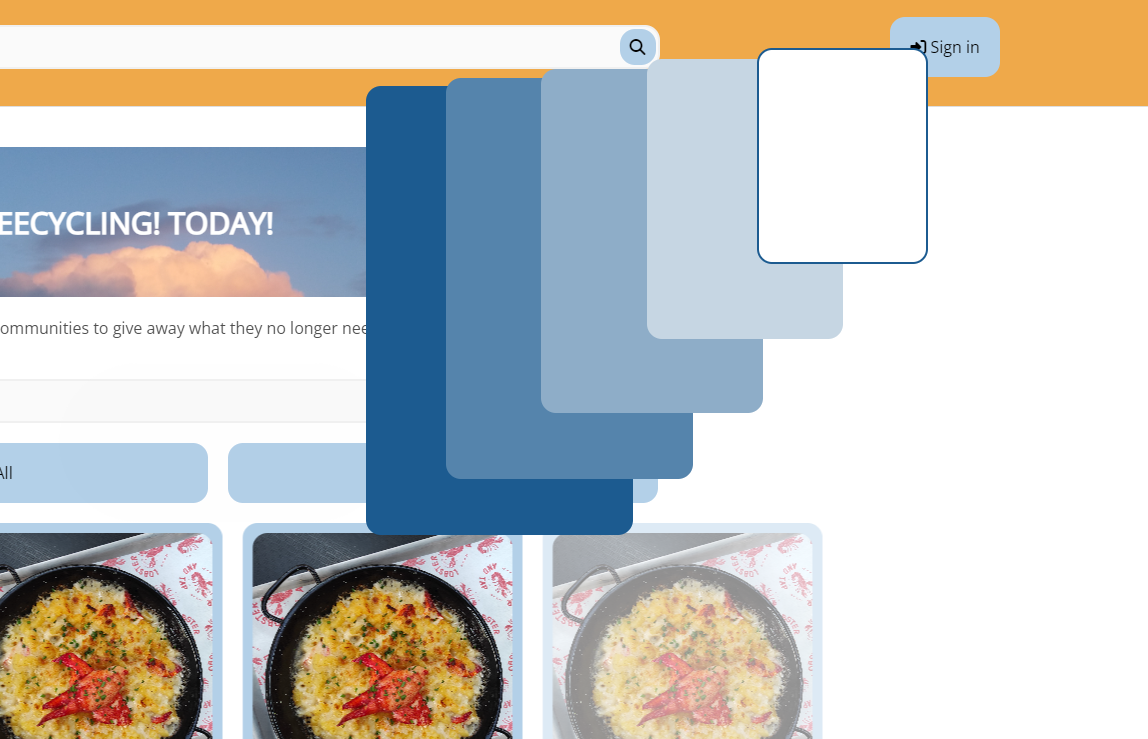 Sign in
EECYCLING! TODAY!
ommunities to give away what they no longer nee
All